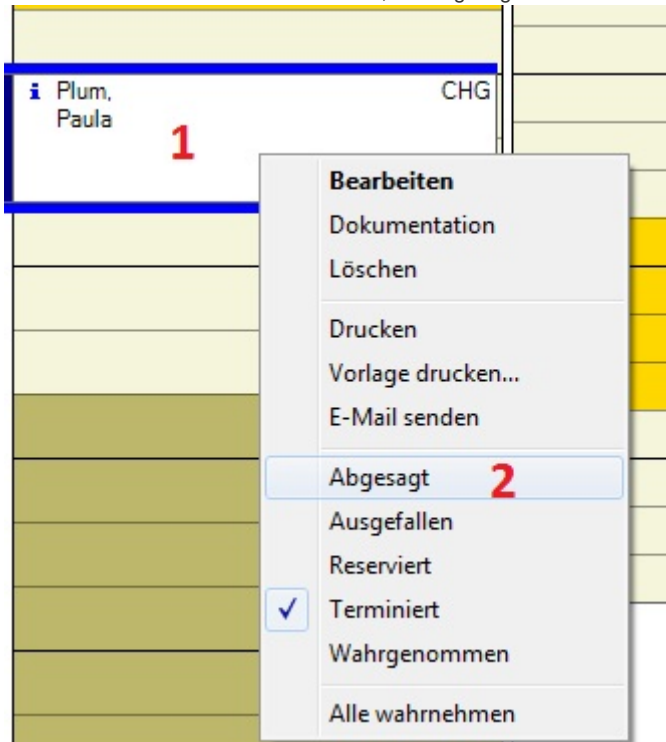 i Plum, CHG
Paula
1
Bearbeiten
Dokumentation
Löschen
Drucken
Vorlage drucken...
E-Mail senden
Abgesagt 2
Ausgefallen
Reserviert
✓ Terminiert
Wahrgenommen
Alle wahrnehmen